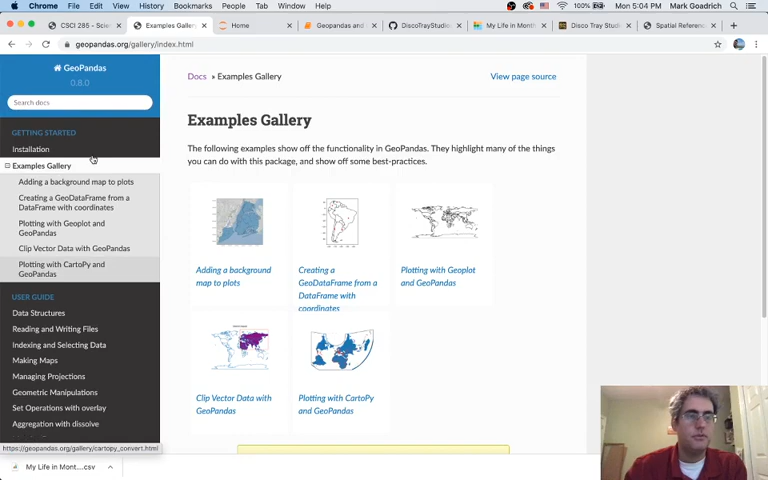 Chrome File Edit View History Bookmarks People Tab Window Help 100% Mon 5:04 PM Mark Goadrich
CSCI 285 - Scie
Examples Gallery
Home
Geopandas and
DiscoTrayStudie
My Life in Mont
Disco Tray Stud
Spatial Referenc
geopandas.org/gallery/index.html
GeoPandas
0.8.0
Search docs
GETTING STARTED
Installation
Examples Gallery
Adding a background map to plots
Creating a GeoDataFrame from a
DataFrame with coordinates
Plotting with Geoplot and
GeoPandas
Clip Vector Data with GeoPandas
Plotting with CartoPy and
GeoPandas
USER GUIDE
Data Structures
Reading and Writing Files
Indexing and Selecting Data
Making Maps
Managing Projections
Geometric Manipulations
Set Operations with overlay
Aggregation with dissolve
https://geopandas.org/gallery/cartopy_convert.html
Docs » Examples Gallery
View page source
Examples Gallery
The following examples show off the functionality in GeoPandas. They highlight many of the
things you can do with this package, and show off some best-practices.
Adding a background
map to plots
Creating a
GeoDataFrame from a
DataFrame with
coordinates
Plotting with Geoplot
and GeoPandas
Clip Vector Data with
GeoPandas
Plotting with CartoPy
and GeoPandas
My Life in Mont....csv